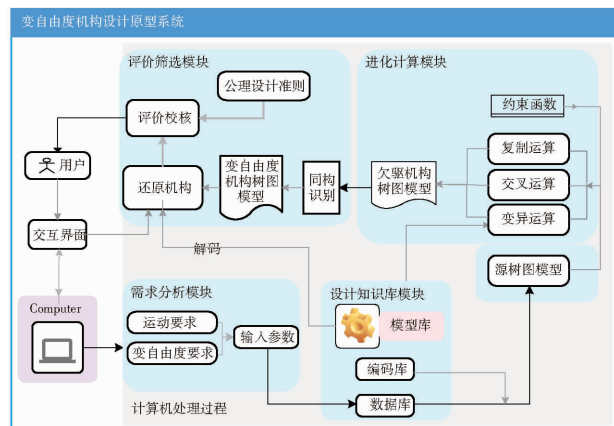 变自由度机构设计原型系统
评价筛选模块
公理设计准则
评价校核
用户
还原机构
变自由度
机构树图
模型
同构
识别
交互界面
解码
进化计算模块
约束函数
复制运算
欠驱机构
树图模型
交叉运算
变异运算
源树图模型
Computer
需求分析模块
运动要求
变自由度要求
输入参数
设计知识库模块
模型库
编码库
数据库
计算机处理过程